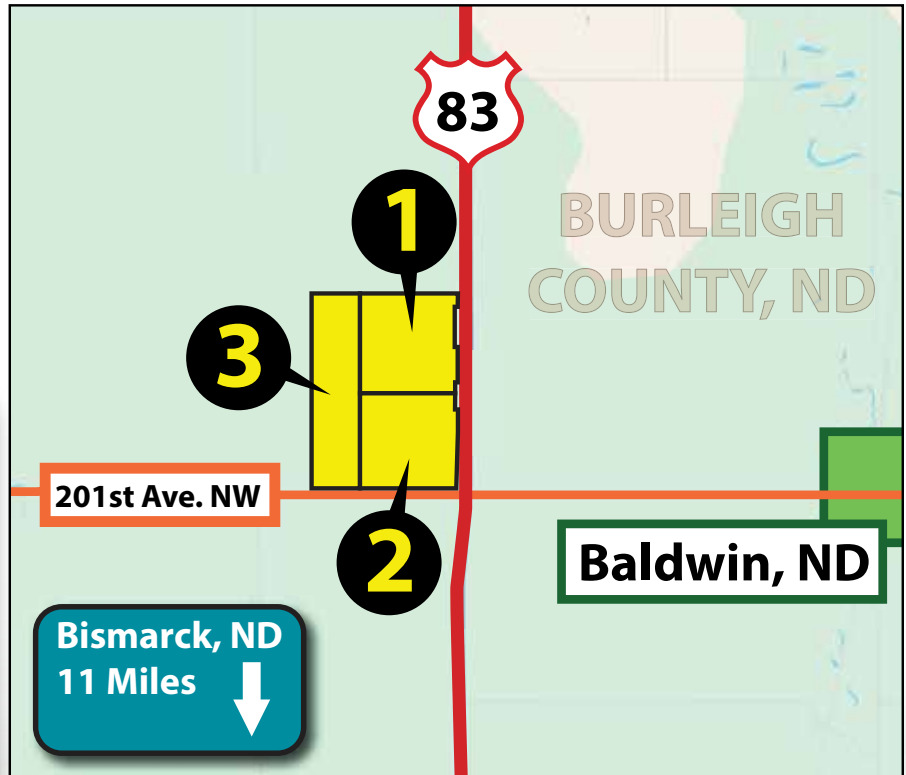 83
1
BURLEIGH
COUNTY, ND
3
201st Ave. NW
2
Baldwin, ND
Bismarck, ND
11 Miles